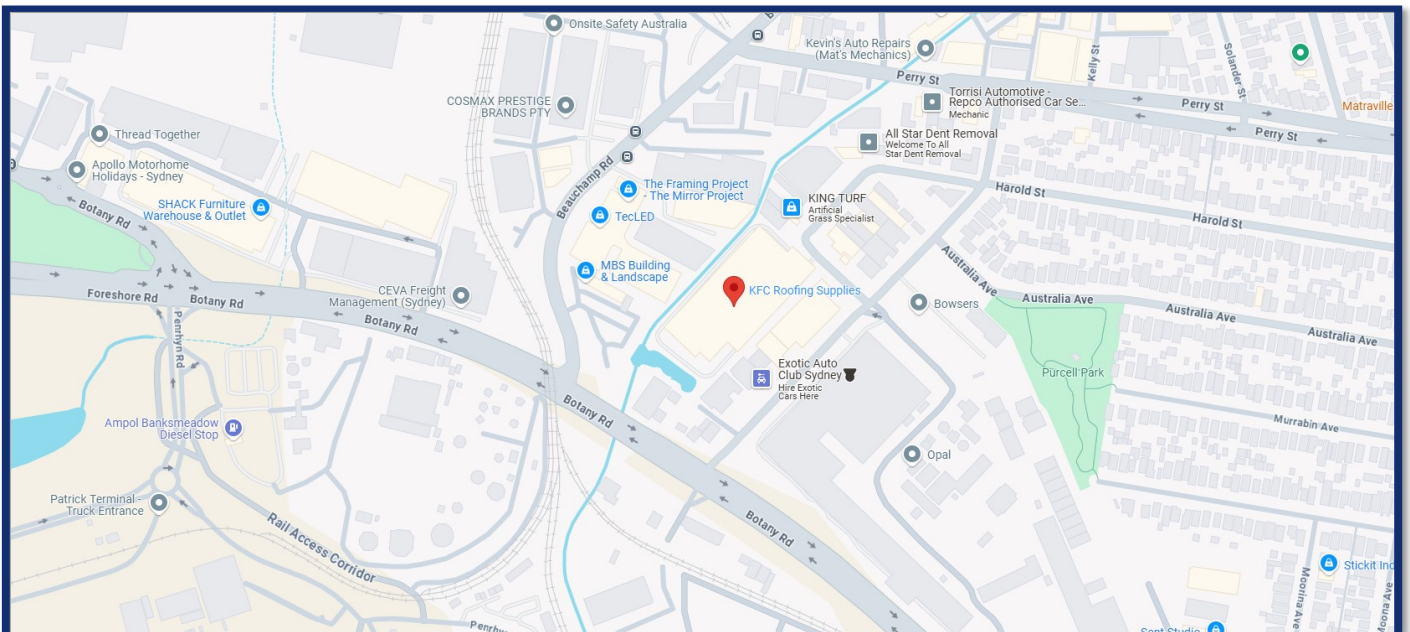 Onsite Safety Australia
Kevin's Auto Repairs
(Mat's Mechanics)
Kelly St
Solander St
Perry St
COSMAX PRESTIGE
BRANDS PTY
Torrisi Automotive -
Repco Authorised Car Se...
Mechanic
Perry St
Matraville
Thread Together
All Star Dent Removal
Welcome To All
Star Dent Removal
Perry St
Apollo Motorhome
Holidays - Sydney
Beauchamp Rd
The Framing Project
- The Mirror Project
KING TURF
Artificial
Grass Specialist
Harold St
Harold St
SHACK Furniture
Warehouse & Outlet
Botany Rd
TecLED
MBS Building
& Landscape
Australia Ave
CEVA Freight
Management (Sydney)
KFC Roofing Supplies
Foreshore Rd
Botany Rd
Bowsers
Australia Ave
Australia Ave
Australia Ave
Botany Rd
Penrhyn Rd
Exotic Auto
Club Sydney
Hire Exotic
Cars Here
Purcell Park
Botany Rd
Murrabin Ave
Ampol Banksmeadow
Diesel Stop
Opal
Patrick Terminal -
Truck Entrance
Botany Rd
Rail Access Corridor
Stickit Ind
Moorina Ave
Moona Ave
Penrhy
Sent Studio